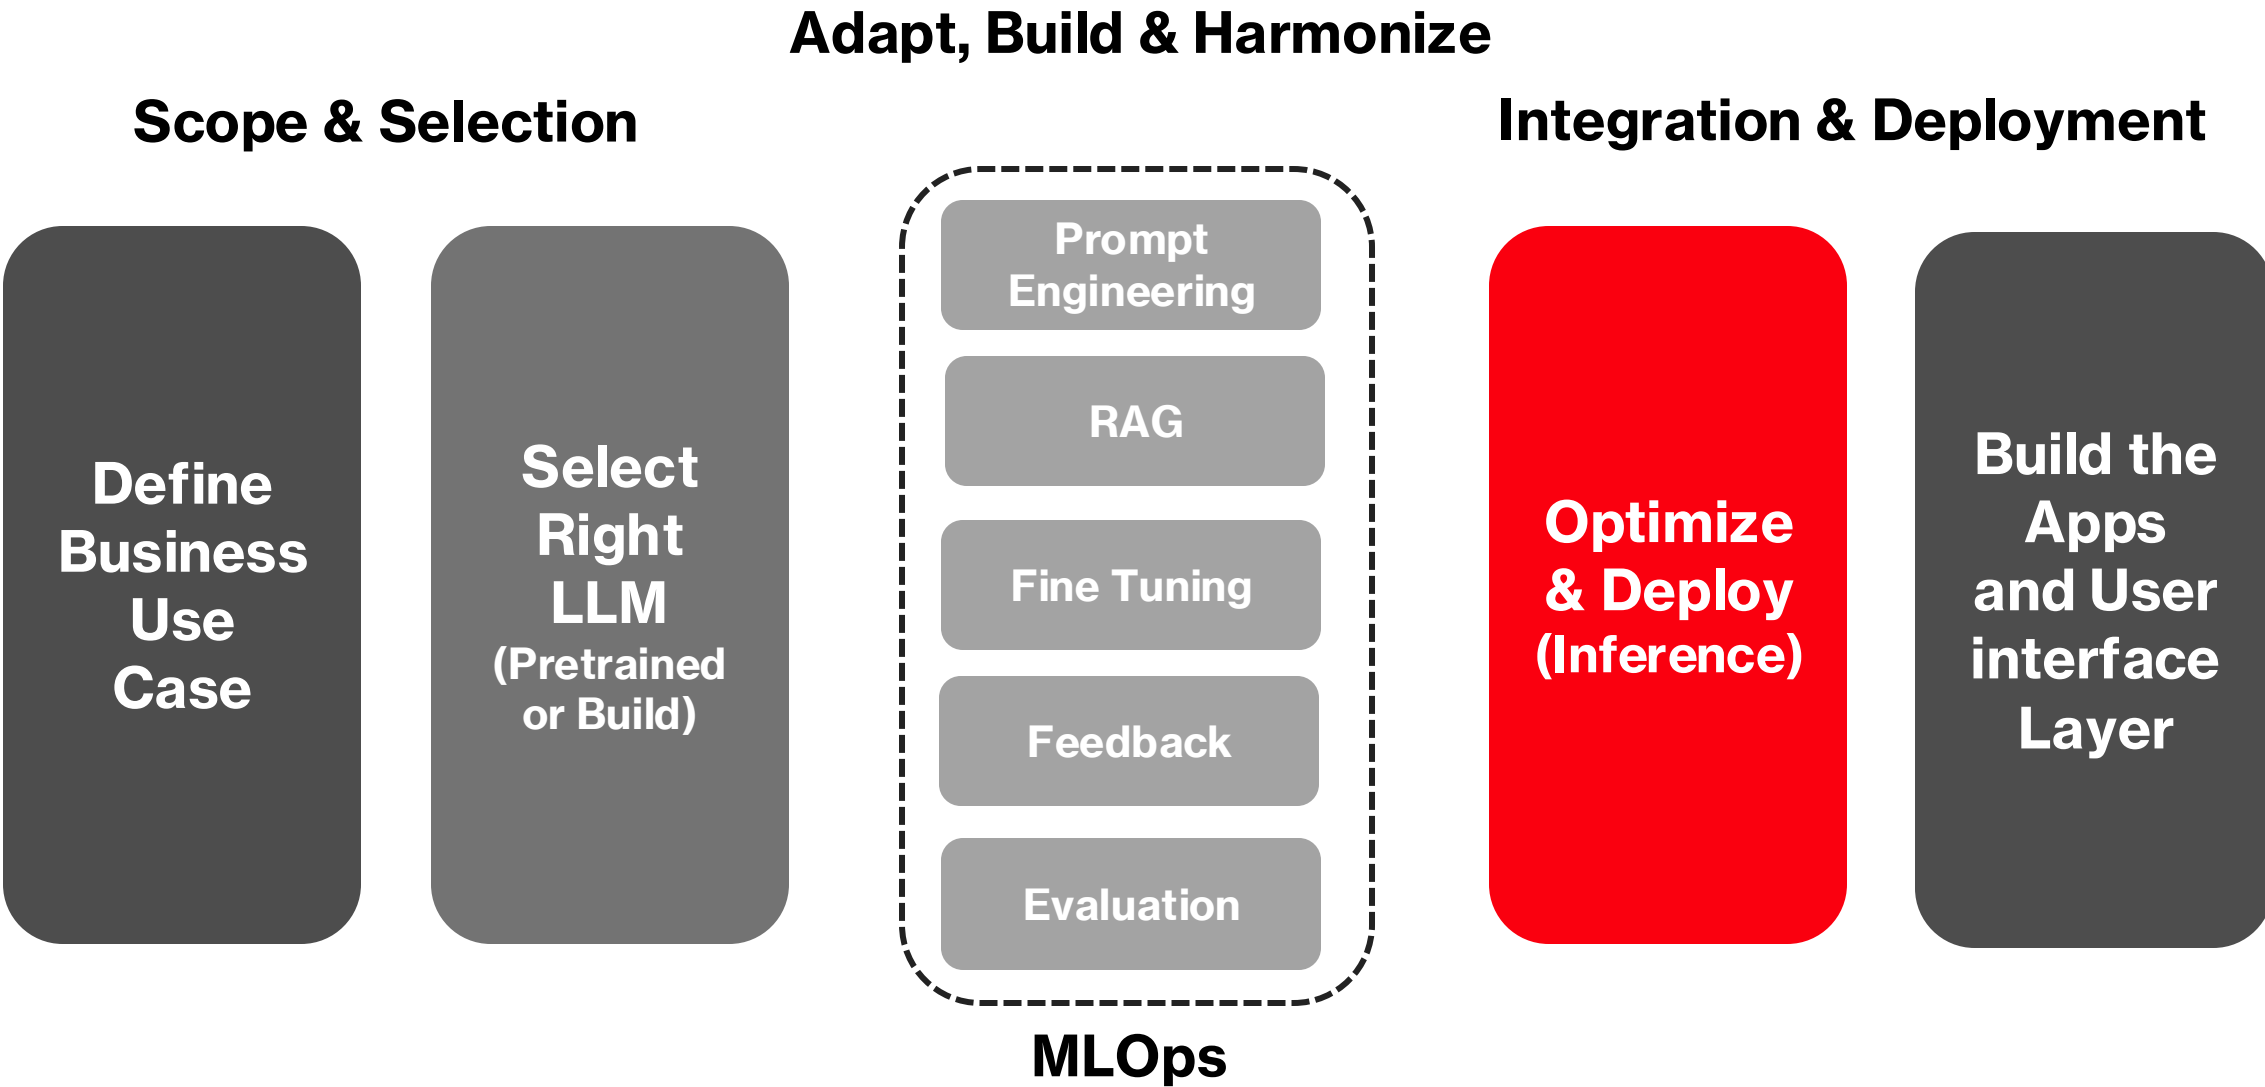 Adapt, Build & Harmonize
Scope & Selection
Integration & Deployment
Define
Business
Use
Case
Select
Right
LLM
(Pretrained
or Build)
Prompt
Engineering
RAG
Fine Tuning
Feedback
Evaluation
MLOps
Optimize
& Deploy
(Inference)
Build the
Apps
and User
interface
Layer